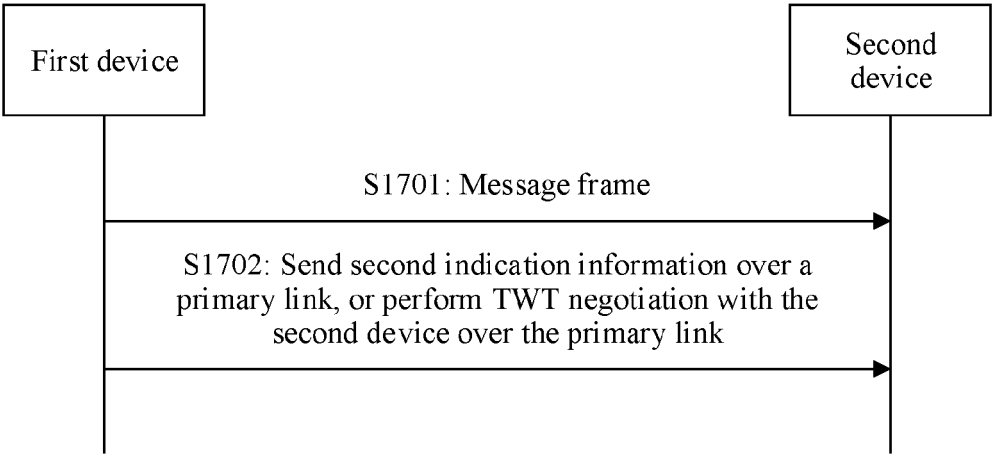 First device
Second
device
S1701: Message frame
S1702: Send second indication information over a
primary link, or perform TWT negotiation with the
second device over the primary link